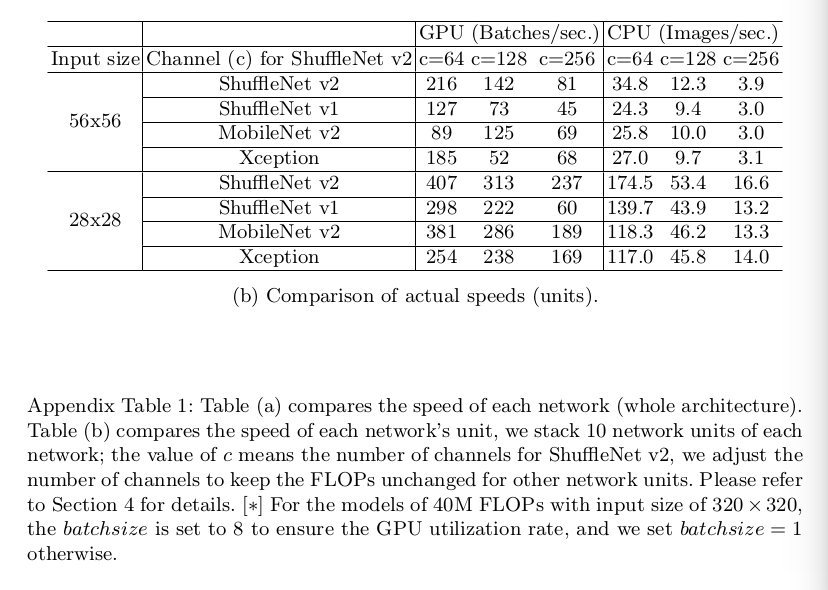 GPU (Batches/sec.) CPU (Images/sec.)
Input size Channel (c) for ShuffleNet v2 c=64 c=128 c=256 c=64 c=128 c=256
56x56
ShuffleNet v2 216 142 81 34.8 12.3 3.9
ShuffleNet v1 127 73 45 24.3 9.4 3.0
MobileNet v2 89 125 69 25.8 10.0 3.0
Xception 185 52 68 27.0 9.7 3.1
28x28
ShuffleNet v2 407 313 237 174.5 53.4 16.6
ShuffleNet v1 298 222 60 139.7 43.9 13.2
MobileNet v2 381 286 189 118.3 46.2 13.3
Xception 254 238 169 117.0 45.8 14.0
(b) Comparison of actual speeds (units).
Appendix Table 1: Table (a) compares the speed of each network (whole architecture).
Table (b) compares the speed of each network's unit, we stack 10 network units of each
network; the value of c means the number of channels for ShuffleNet v2, we adjust the
number of channels to keep the FLOPs unchanged for other network units. Please refer
to Section 4 for details. [∗] For the models of 40M FLOPs with input size of 320 × 320,
the batchsize is set to 8 to ensure the GPU utilization rate, and we set batchsize = 1
otherwise.